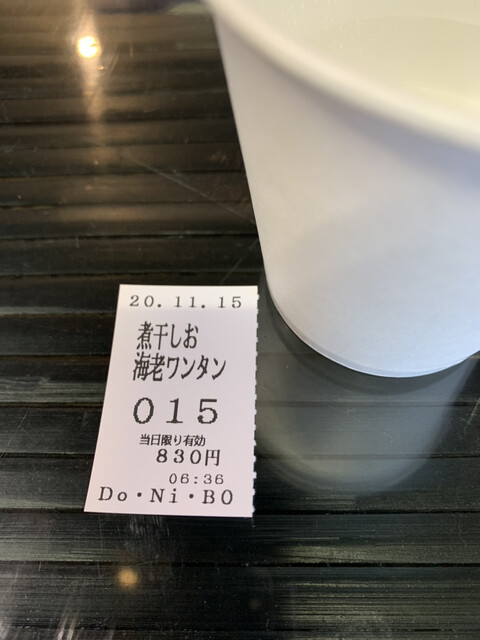 20.11.15
煮干しお
海老ワンタン
015
当日限り有効
830円
06:36
Do・Ni・BO